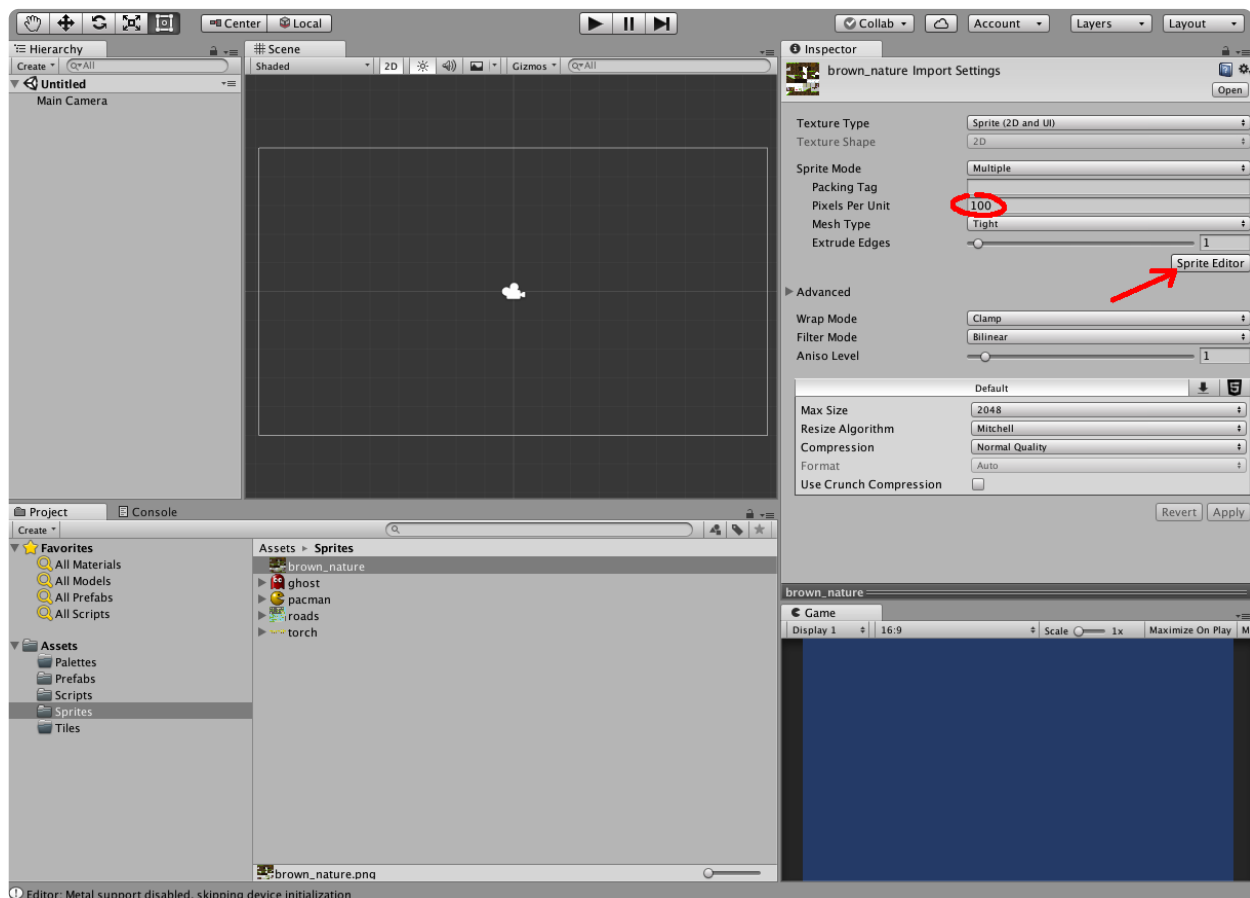 Center Local Collab Account Layers Layout
Hierarchy
Create All
Untitled
Main Camera
Scene
Shaded 2D Gizmos All
Inspector
brown_nature Import Settings
Open
Texture Type Sprite (2D and UI)
Texture Shape 2D
Sprite Mode Multiple
Packing Tag
Pixels Per Unit 100
Mesh Type Tight
Extrude Edges 1
Sprite Editor
Advanced
Wrap Mode Clamp
Filter Mode Bilinear
Aniso Level 1
Default
Max Size 2048
Resize Algorithm Mitchell
Compression Normal Quality
Format Auto
Use Crunch Compression
Revert Apply
Project Console
Create
Favorites
All Materials
All Models
All Prefabs
All Scripts
Assets
Palettes
Prefabs
Scripts
Sprites
Tiles
Assets Sprites
brown_nature
ghost
pacman
roads
torch
brown_nature.png
brown_nature
Game
Display 1 16:9 Scale 1x Maximize On Play M
Editor: Metal support disabled, skipping device initialization